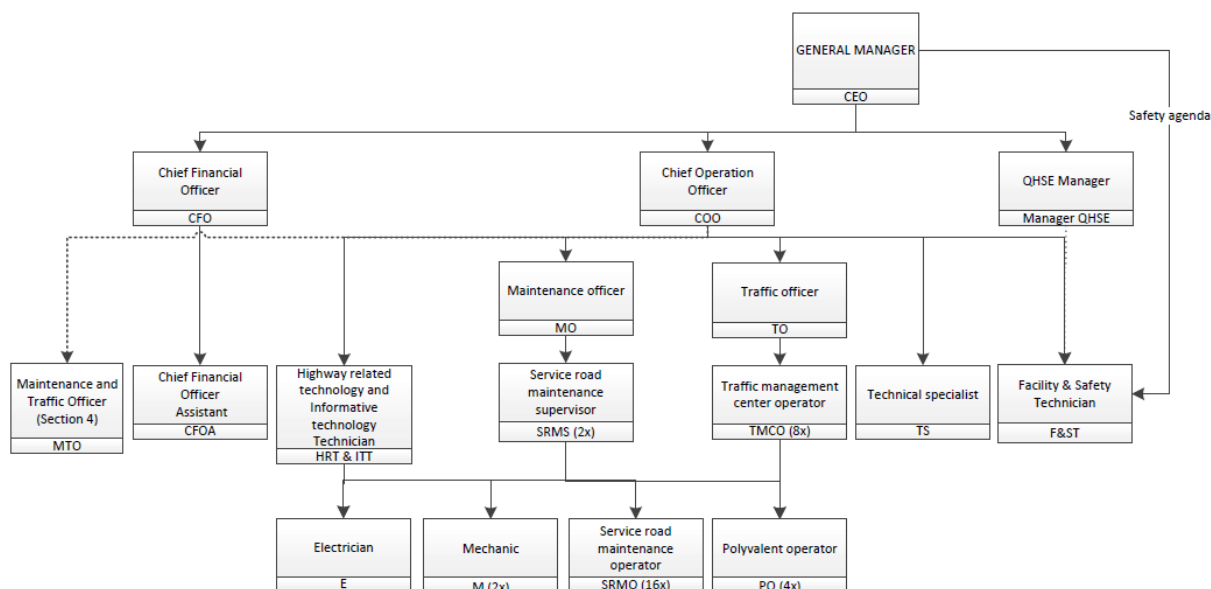 GENERAL MANAGER
CEO
Safety agenda
Chief Financial
Officer
CFO
Chief Operation
Officer
COO
QHSE Manager
Manager QHSE
Maintenance officer
MO
Traffic officer
TO
Maintenance and
Traffic Officer
(Section 4)
MTO
Chief Financial
Officer
Assistant
CFOA
Highway related
technology and
Informative
technology
Technician
HRT & ITT
Service road
maintenance
supervisor
SRMS (2x)
Traffic management
center operator
TMCO (8x)
Technical specialist
TS
Facility & Safety
Technician
F&ST
Electrician
E
Mechanic
M (2x)
Service road
maintenance
operator
SRMO (16x)
Polyvalent operator
PO (4x)